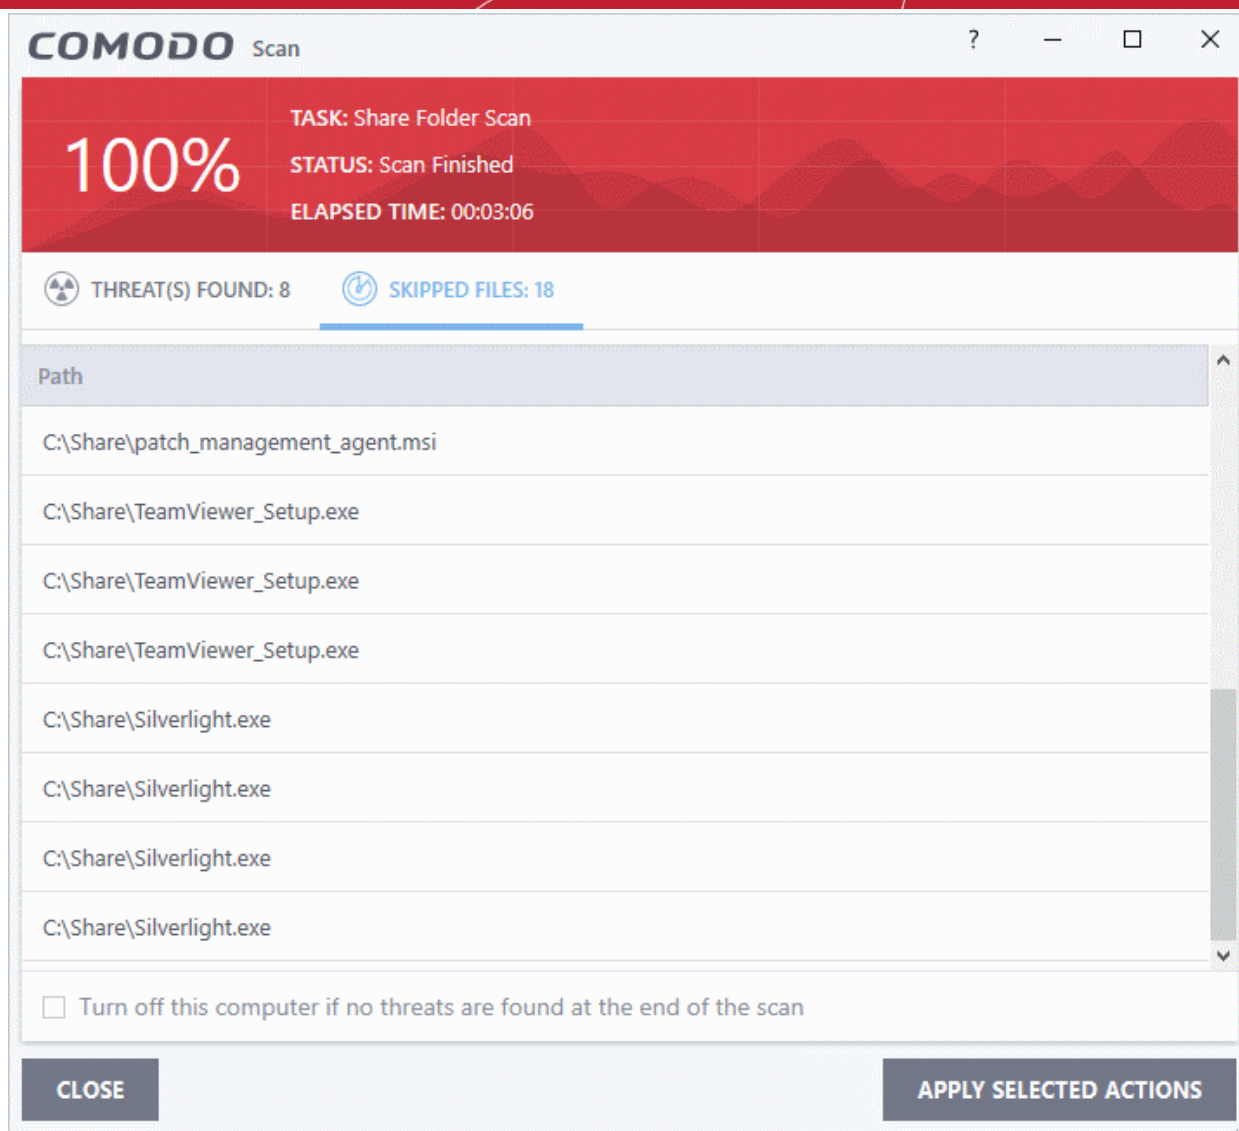 COMODO Scan
?
100%
TASK: Share Folder Scan
STATUS: Scan Finished
ELAPSED TIME: 00:03:06
THREAT(S) FOUND: 8
SKIPPED FILES: 18
Path
C:\Share\patch_management_agent.msi
C:\Share\TeamViewer_Setup.exe
C:\Share\TeamViewer_Setup.exe
C:\Share\TeamViewer_Setup.exe
C:\Share\Silverlight.exe
C:\Share\Silverlight.exe
C:\Share\Silverlight.exe
C:\Share\Silverlight.exe
Turn off this computer if no threats are found at the end of the scan
CLOSE
APPLY SELECTED ACTIONS